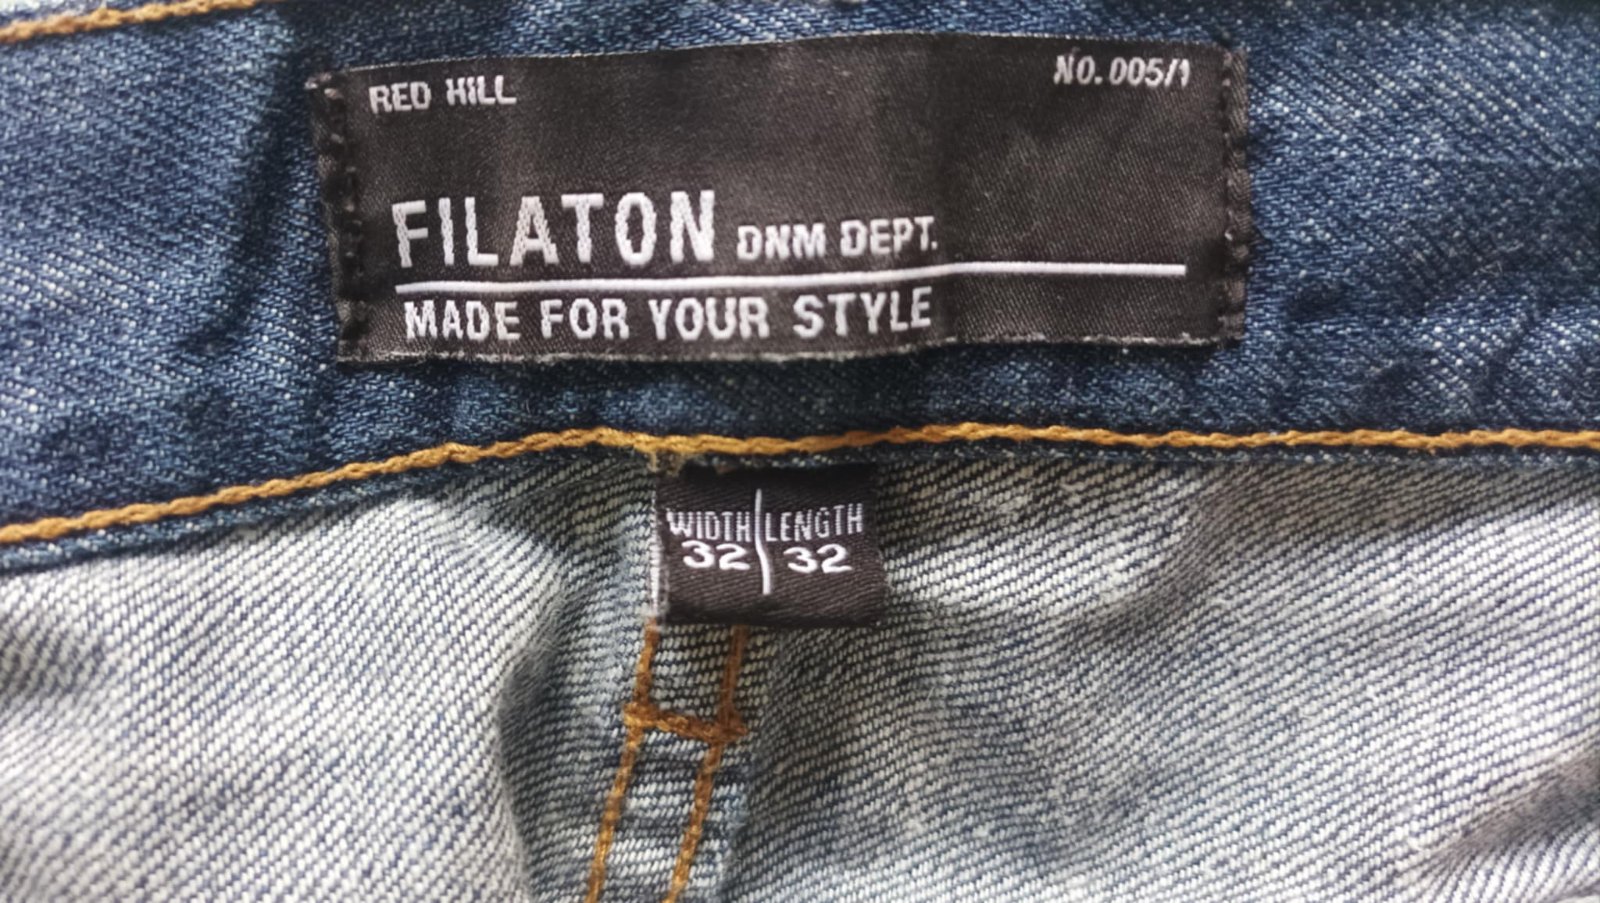 RED HILL
NO. 005/1
FILATON DNM DEPT.
MADE FOR YOUR STYLE
WIDTH LENGTH
32 32